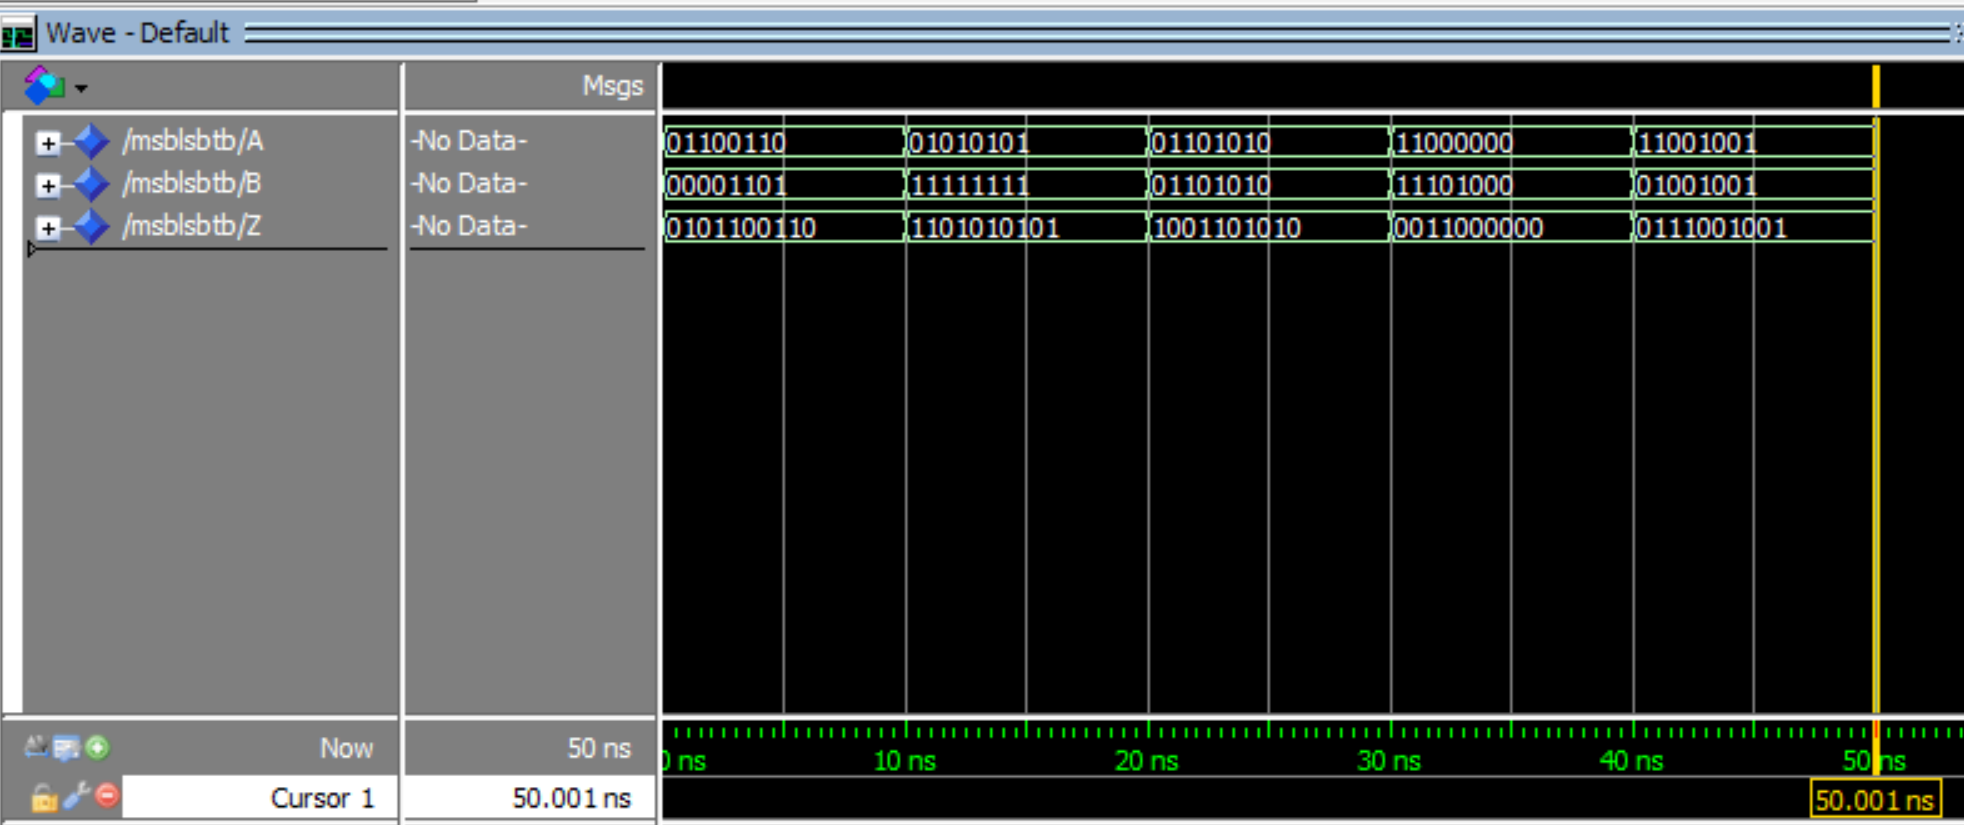 Wave - Default
Msgs
/msblsbtb/A -No Data- 01100110 01010101 01101010 11000000 11001001
/msblsbtb/B -No Data- 00001101 11111111 01101010 11101000 01001001
/msblsbtb/Z -No Data- 0101100110 1101010101 1001101010 0011000000 0111001001
Now 50 ns 0 ns 10 ns 20 ns 30 ns 40 ns 50 ns
Cursor 1 50.001 ns 50.001 ns